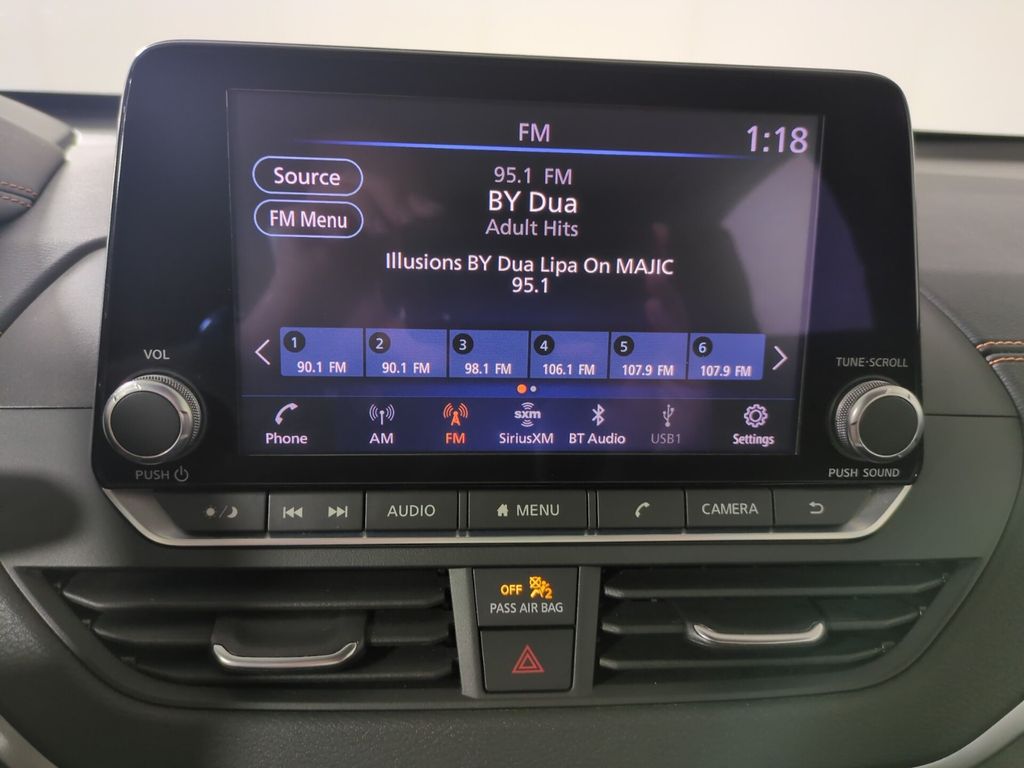 FM
1:18
Source
95.1 FM
BY Dua
FM Menu
Adult Hits
Illusions BY Dua Lipa On MAJIC
95.1
1
90.1 FM
2
90.1 FM
3
98.1 FM
4
106.1 FM
5
107.9 FM
6
107.9 FM
VOL
TUNE·SCROLL
Phone
AM
FM
sxm
SiriusXM
BT Audio
USB1
Settings
PUSH
PUSH SOUND
AUDIO
MENU
CAMERA
OFF 2
PASS AIR BAG